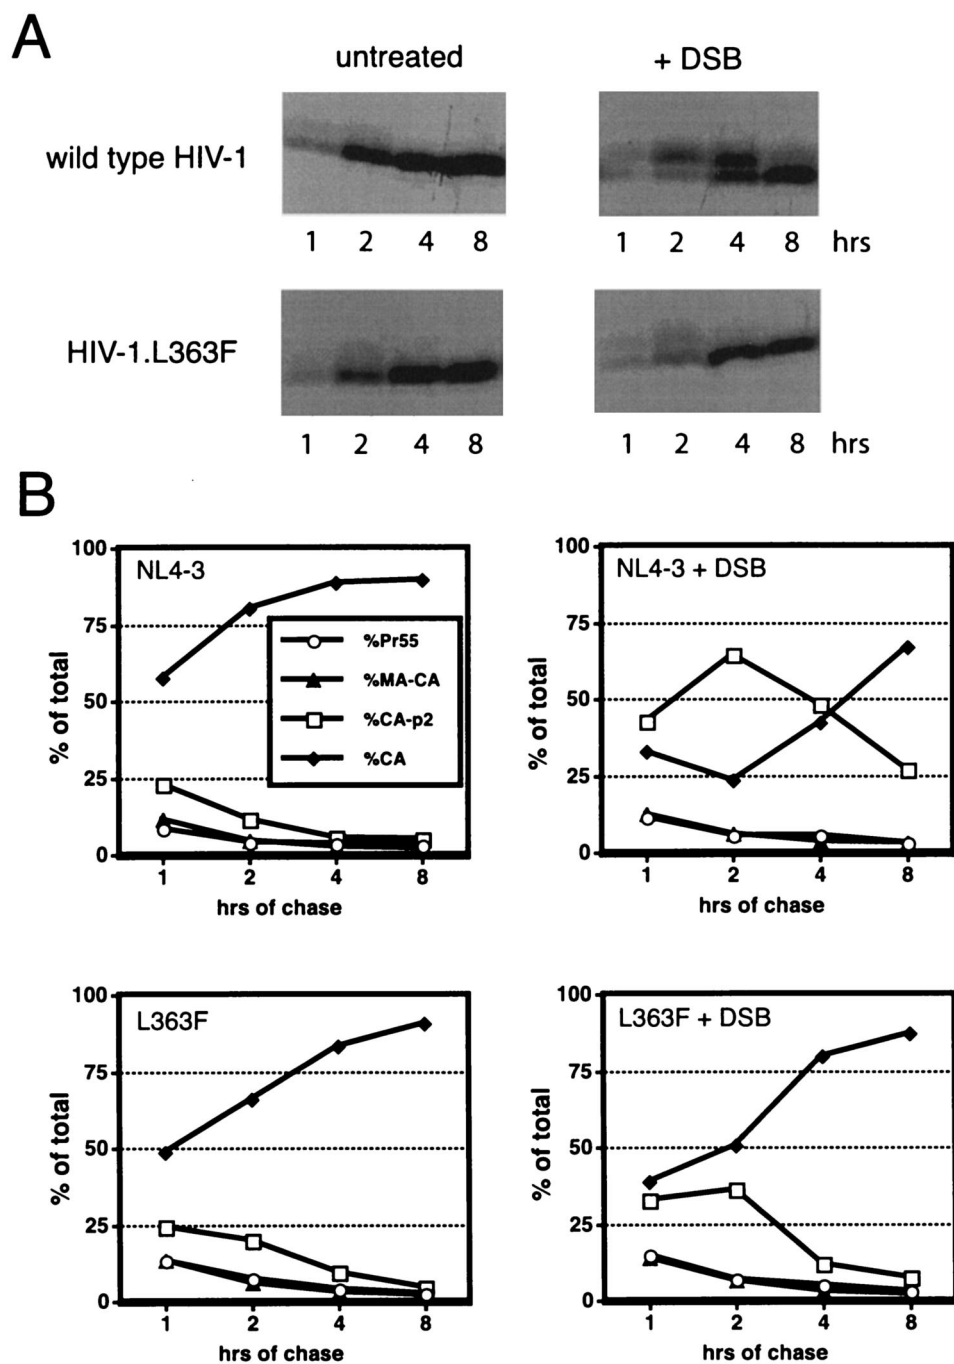 A
untreated + DSB
wild type HIV-1
1 2 4 8 1 2 4 8 hrs
HIV-1.L363F
1 2 4 8 1 2 4 8 hrs
B
NL4-3
% of total
100
75
50
25
0
%Pr55
%MA-CA
%CA-p2
%CA
1 2 4 8
hrs of chase
NL4-3 + DSB
% of total
100
75
50
25
0
1 2 4 8
hrs of chase
L363F
% of total
100
75
50
25
0
1 2 4 8
hrs of chase
L363F + DSB
% of total
100
75
50
25
0
1 2 4 8
hrs of chase